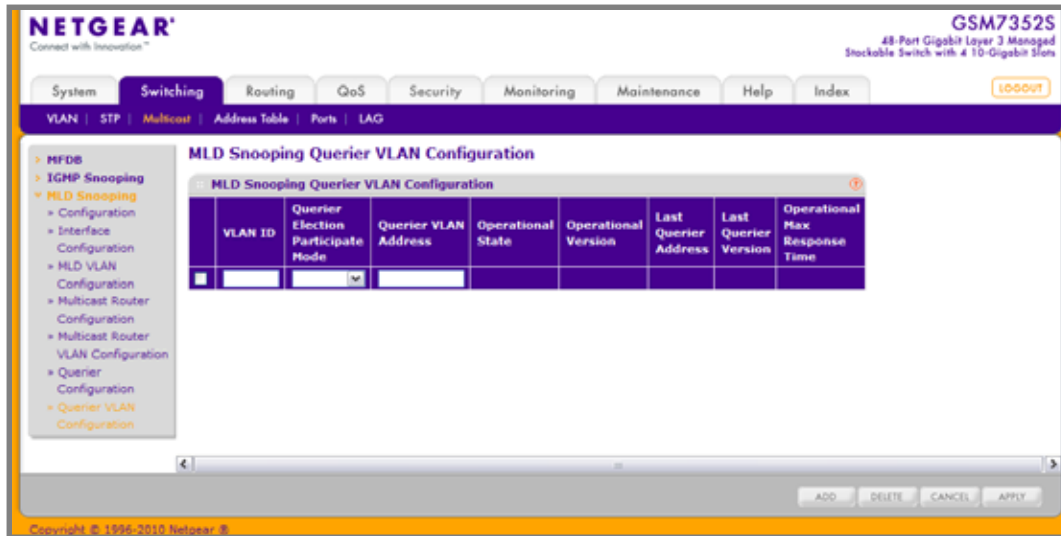 NETGEAR®
Connect with Innovation™
GSM7352S
48-Port Gigabit Layer 3 Managed
Stackable Switch with 4 10-Gigabit Slots
System Switching Routing QoS Security Monitoring Maintenance Help Index LOGOUT
VLAN | STP | Multicast | Address Table | Ports | LAG
MFDB
IGMP Snooping
MLD Snooping
» Configuration
» Interface
Configuration
» MLD VLAN
Configuration
» Multicast Router
Configuration
» Multicast Router
VLAN Configuration
» Querier
Configuration
» Querier VLAN
Configuration
MLD Snooping Querier VLAN Configuration
MLD Snooping Querier VLAN Configuration
VLAN ID
Querier
Election
Participate
Mode
Querier VLAN
Address
Operational
State
Operational
Version
Last
Querier
Address
Last
Querier
Version
Operational
Max
Response
Time
ADD DELETE CANCEL APPLY
Copyright © 1996-2010 Netgear ®